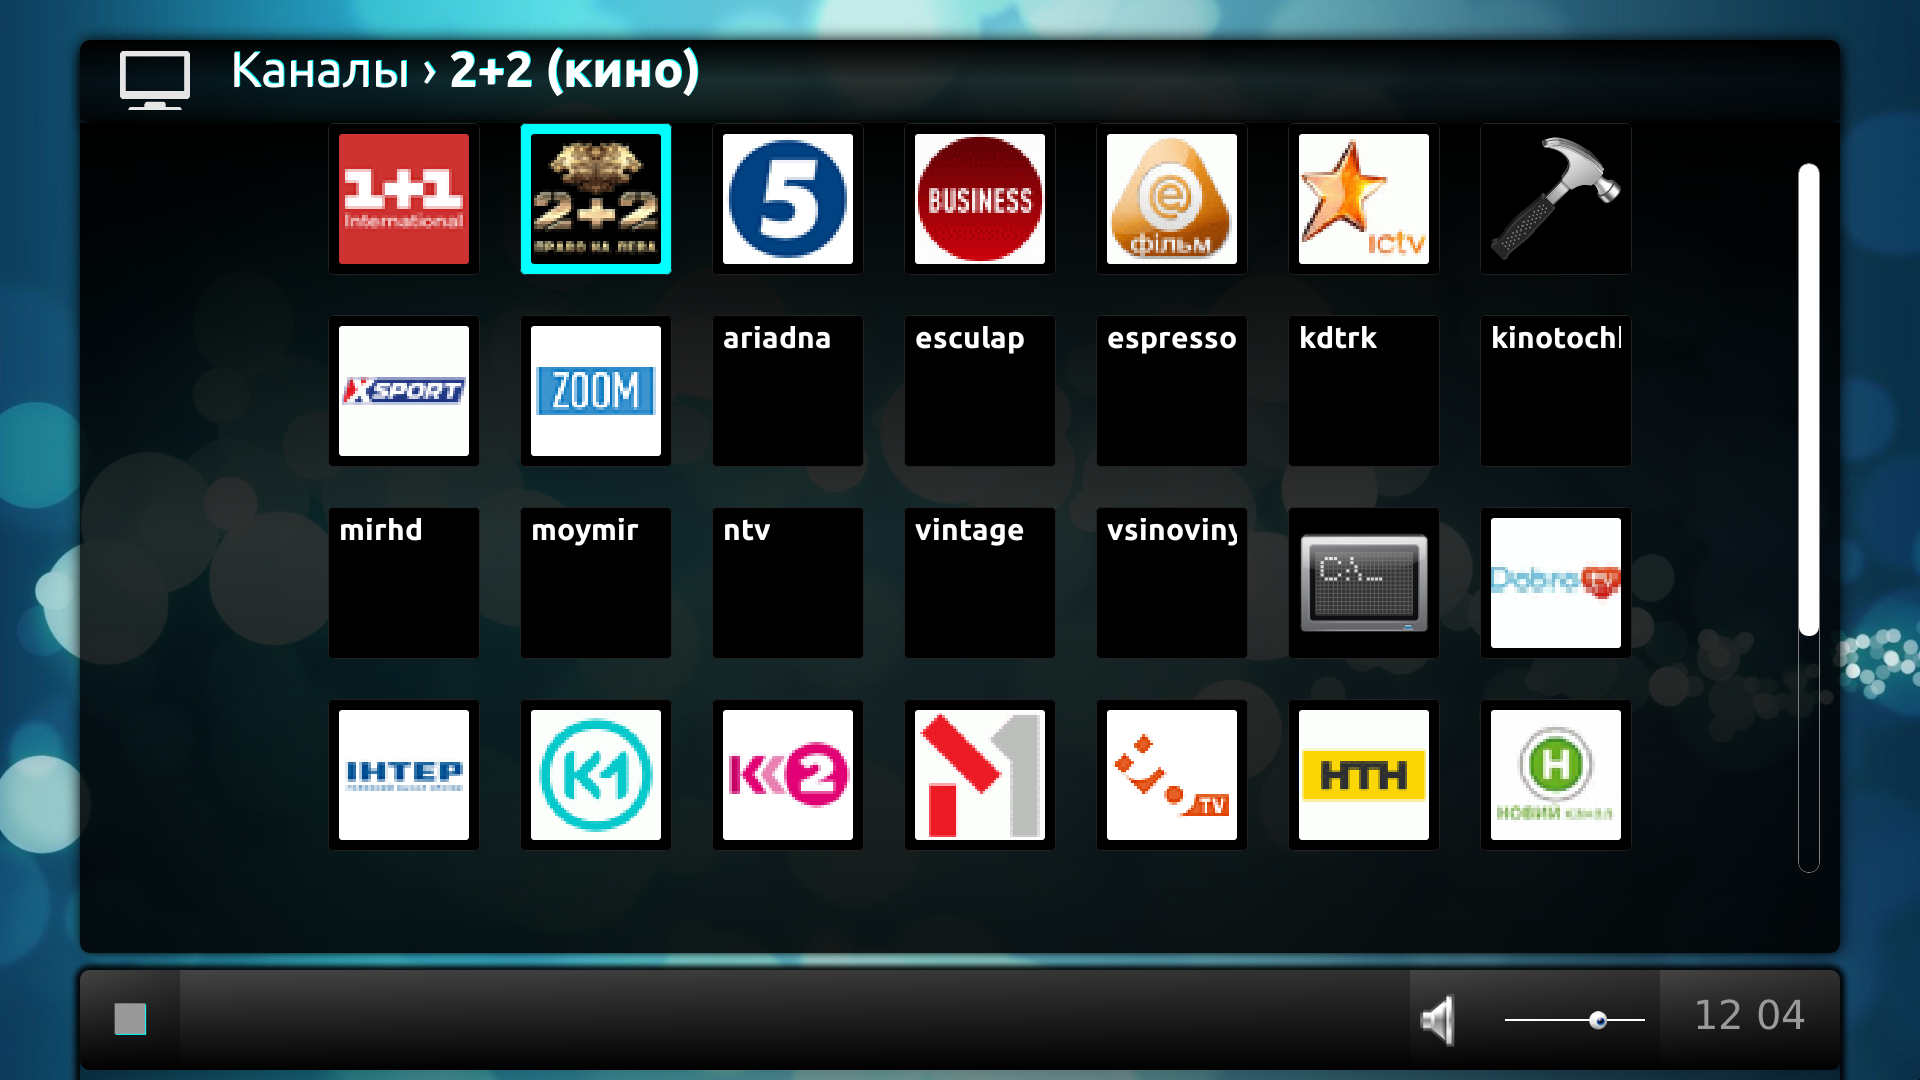 Каналы › 2+2 (кино)
1+1
International
2+2
ПРАВО НА ЛЕВО
5
BUSINESS
@
фільм
ictv
XSPORT
ZOOM
ariadna
esculap
espresso
kdtrk
kinotoch
mirhd
moymir
ntv
vintage
vsinoviny
C:\_
Dobro TV
ІНТЕР
K1
K2
M1
TV
НТН
Н
НОВИЙ канал
12 04